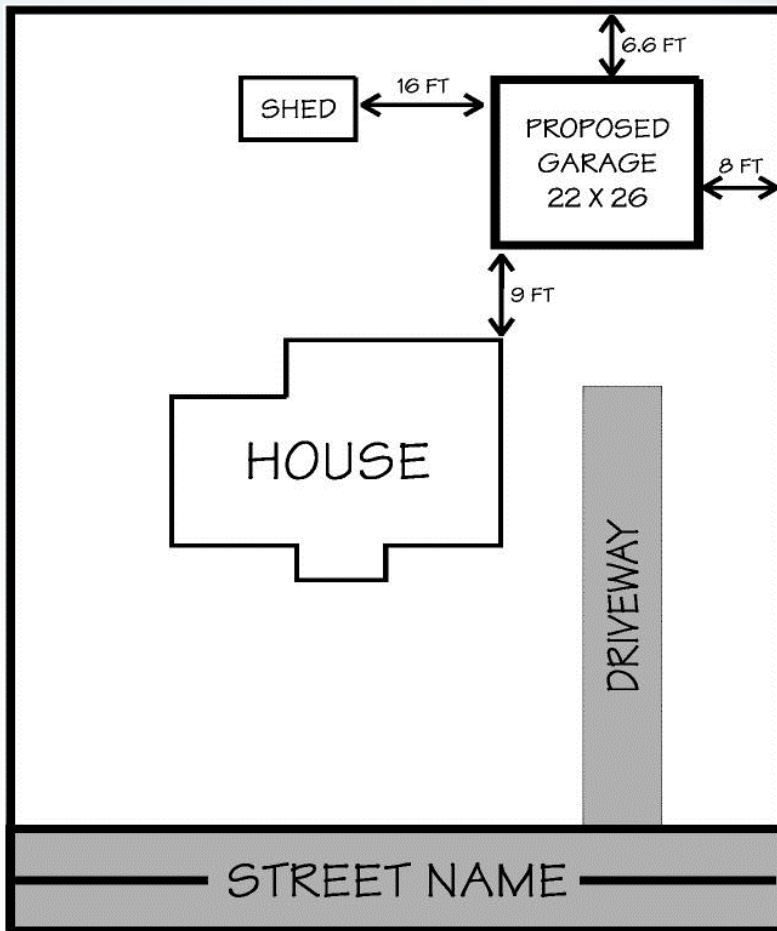 6.6 FT
SHED
16 FT
PROPOSED
GARAGE
22 X 26
8 FT
9 FT
HOUSE
DRIVEWAY
STREET NAME